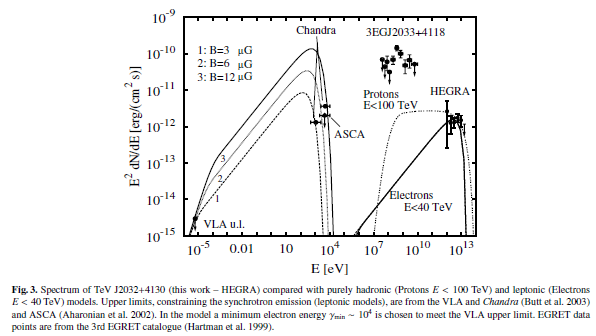 10^-9
10^-10
10^-11
10^-12
10^-13
10^-14
10^-15
E^2 dN/dE [erg/(cm^2 s)]
Chandra
3EGJ2033+4118
1: B=3 μG
2: B=6 μG
3: B=12 μG
HEGRA
Protons
E<100 TeV
ASCA
3
2
1
Electrons
E<40 TeV
VLA u.l.
10^-5 0.01 10 10^4 10^7 10^10 10^13
E [eV]
Fig. 3. Spectrum of TeV J2032+4130 (this work – HEGRA) compared with purely hadronic (Protons E < 100 TeV) and leptonic (Electrons
E < 40 TeV) models. Upper limits, constraining the synchrotron emission (leptonic models), are from the VLA and Chandra (Butt et al. 2003)
and ASCA (Aharonian et al. 2002). In the model a minimum electron energy γmin ~ 10^4 is chosen to meet the VLA upper limit. EGRET data
points are from the 3rd EGRET catalogue (Hartman et al. 1999).